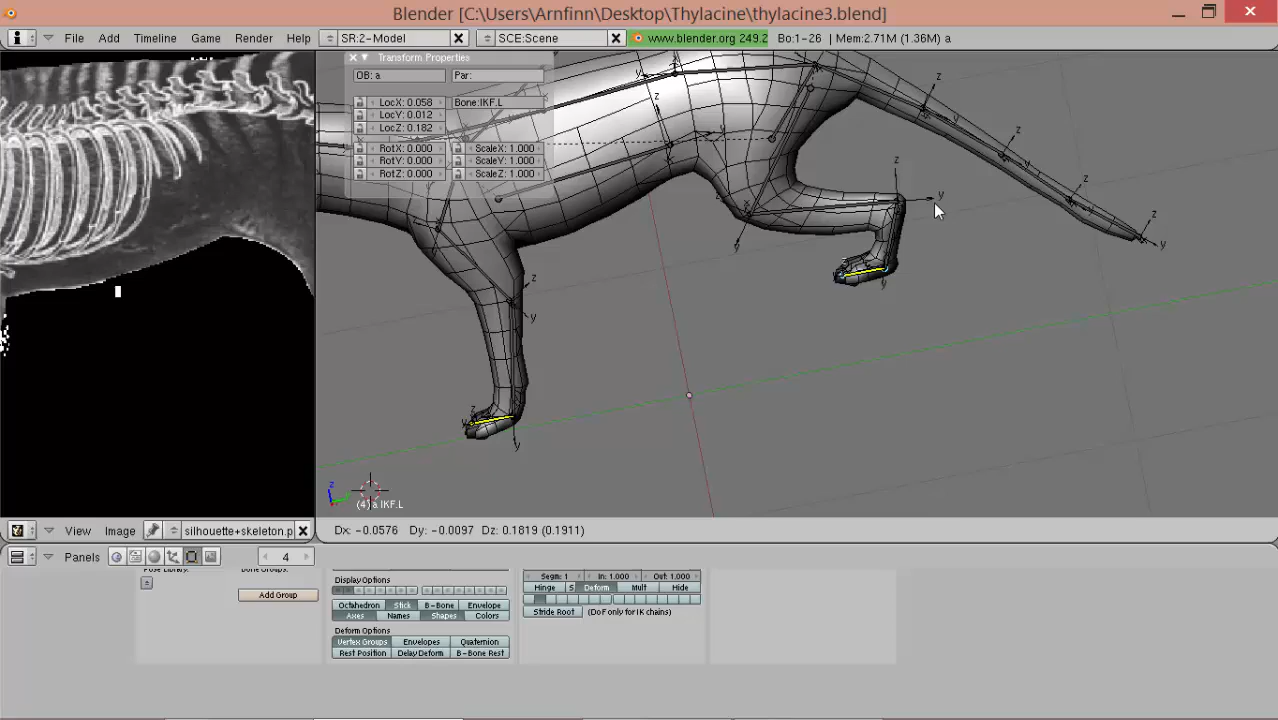 Blender [C:\Users\Arnfinn\Desktop\Thylacine\thylacine3.blend]
File Add Timeline Game Render Help SR:2-Model SCE:Scene www.blender.org 249.2 Bo:1-26 | Mem:2.71M (1.36M) a
Transform Properties
OB: a Par:
LocX: 0.058 Bone:IKF.L
LocY: 0.012
LocZ: 0.182
RotX: 0.000 ScaleX: 1.000
RotY: 0.000 ScaleY: 1.000
RotZ: 0.000 ScaleZ: 1.000
(4) a IKF.L
View Image silhouette+skeleton.p Dx: -0.0576 Dy: -0.0097 Dz: 0.1819 (0.1911)
Panels 4
Pose Library: Bone Groups:
Add Group
Display Options
Octahedron Stick B-Bone Envelope
Axes Names Shapes Colors
Deform Options
Vertex Groups Envelopes Quaternion
Rest Position Delay Deform B-Bone Rest
Segm: 1 In: 1.000 Out: 1.000
Hinge S Deform Mult Hide
Stride Root (DoF only for IK chains)